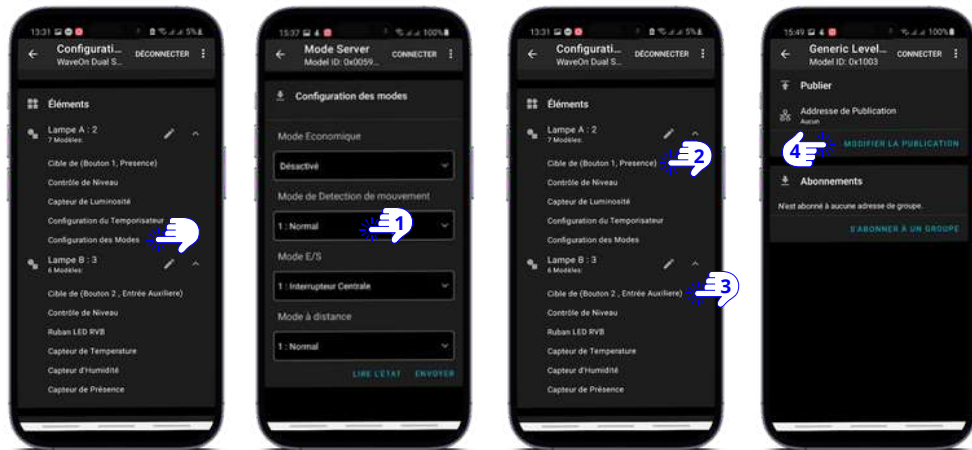 13:31 5%
Configurati...
WaveOn Dual S...
DÉCONNECTER
Éléments
Lampe A : 2
7 Modèles:
Cible de (Bouton 1, Presence)
Contrôle de Niveau
Capteur de Luminosité
Configuration du Temporisateur
Configuration des Modes
Lampe B : 3
6 Modèles:
Cible de (Bouton 2 , Entrée Auxiliere)
Contrôle de Niveau
Ruban LED RVB
Capteur de Temperature
Capteur d'Humidité
Capteur de Présence
15:37 100%
Mode Server
Model ID: 0x0059...
CONNECTER
Configuration des modes
Mode Economique
Désactivé
Mode de Detection de mouvement
1 : Normal
1
Mode E/S
1 : Interrupteur Centrale
Mode à distance
1 : Normal
LIRE L'ÉTAT ENVOYER
13:31 5%
Configurati...
WaveOn Dual S...
DÉCONNECTER
Éléments
Lampe A : 2
7 Modèles:
Cible de (Bouton 1, Presence)
2
Contrôle de Niveau
Capteur de Luminosité
Configuration du Temporisateur
Configuration des Modes
Lampe B : 3
6 Modèles:
Cible de (Bouton 2 , Entrée Auxiliere)
3
Contrôle de Niveau
Ruban LED RVB
Capteur de Temperature
Capteur d'Humidité
Capteur de Présence
15:49 100%
Generic Level...
Model ID: 0x1003
CONNECTER
Publier
Addresse de Publication
Aucun
4
MODIFIER LA PUBLICATION
Abonnements
N'est abonné à aucune adresse de groupe.
S'ABONNER À UN GROUPE